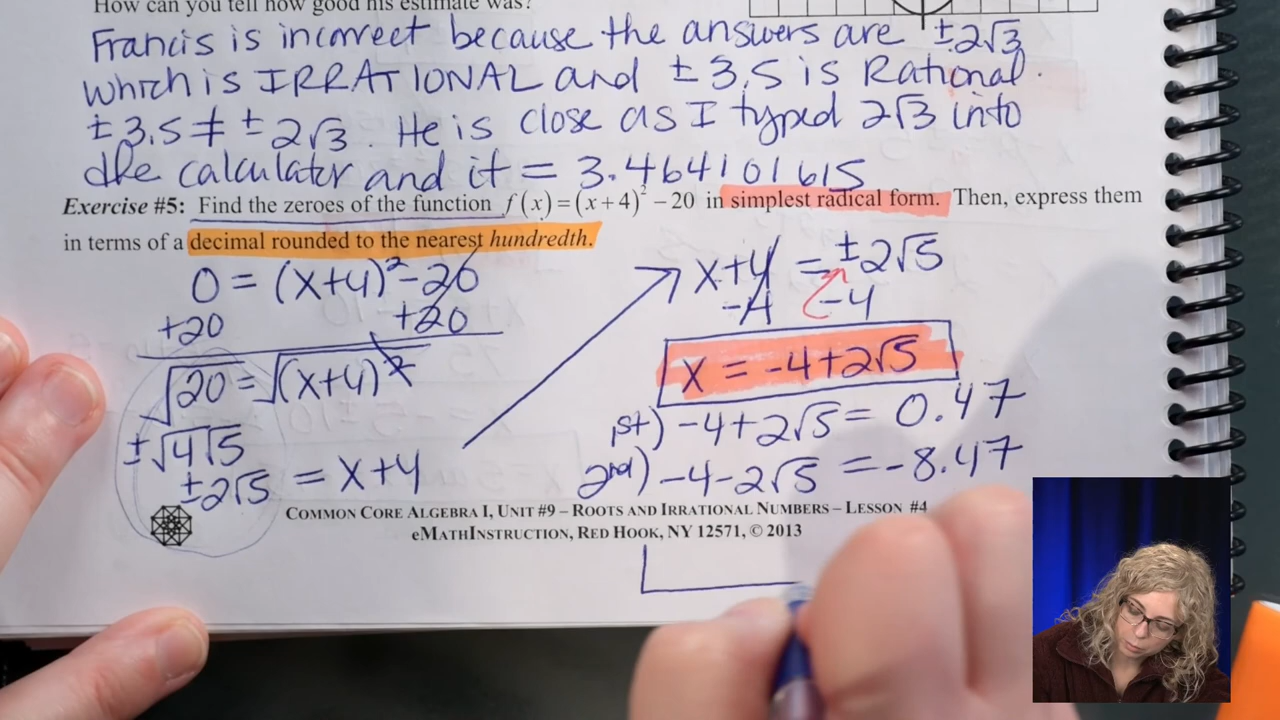 How can you tell how good his estimate was?
Francis is incorrect because the answers are ±2√3
which is IRRATIONAL and ±3.5 is Rational.
±3.5 ≠ ±2√3. He is close as I typed 2√3 into
the calculator and it = 3.464101615
Exercise #5: Find the zeroes of the function f(x)=(x+4)²−20 in simplest radical form. Then, express them
in terms of a decimal rounded to the nearest hundredth.
0 = (x+4)²-20
+20 +20
√20 = √(x+4)²
±√4√5
±2√5 = x+4
x+4 = ±2√5
-4 -4
x = -4+2√5
1st) -4+2√5 = 0.47
2nd) -4-2√5 = -8.47
COMMON CORE ALGEBRA I, UNIT #9 – ROOTS AND IRRATIONAL NUMBERS – LESSON #4
eMATHINSTRUCTION, RED HOOK, NY 12571, © 2013